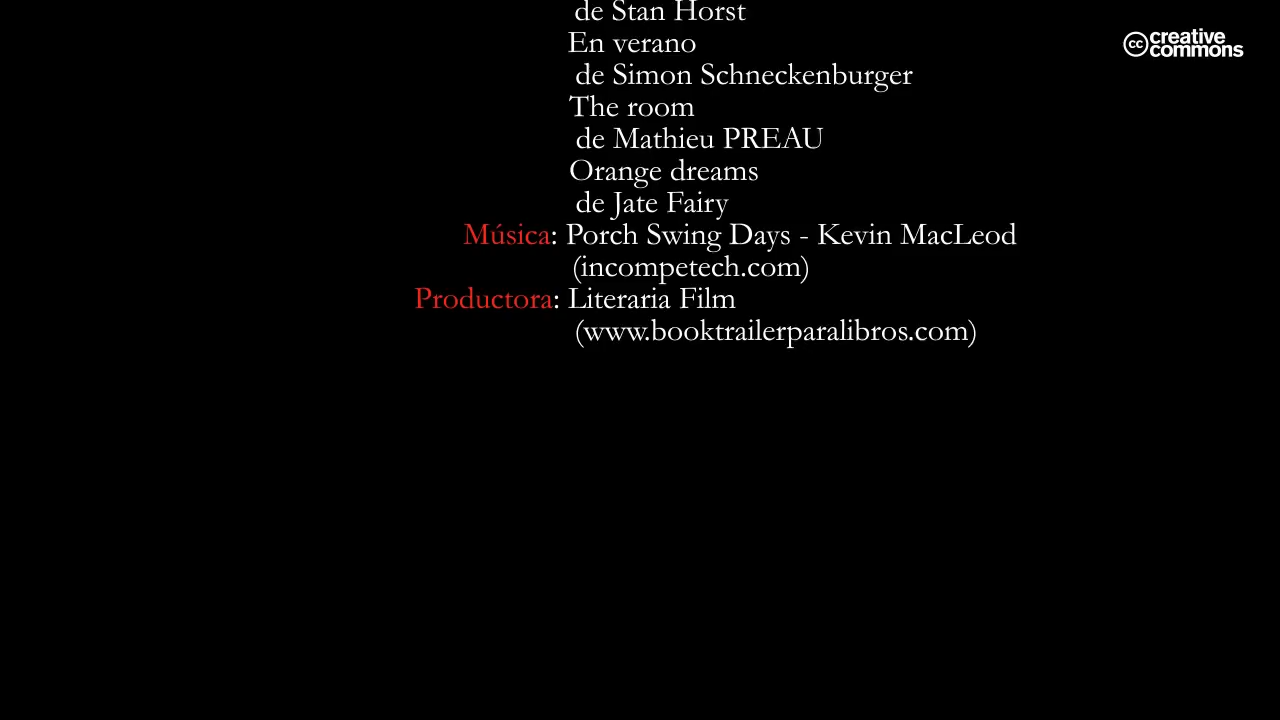 de Stan Horst
creative
commons
cc
En verano
de Simon Schneckenburger
The room
de Mathieu PREAU
Orange dreams
de Jate Fairy
Música: Porch Swing Days - Kevin MacLeod
(incompetech.com)
Productora: Literaria Film
(www.booktrailerparalibros.com)